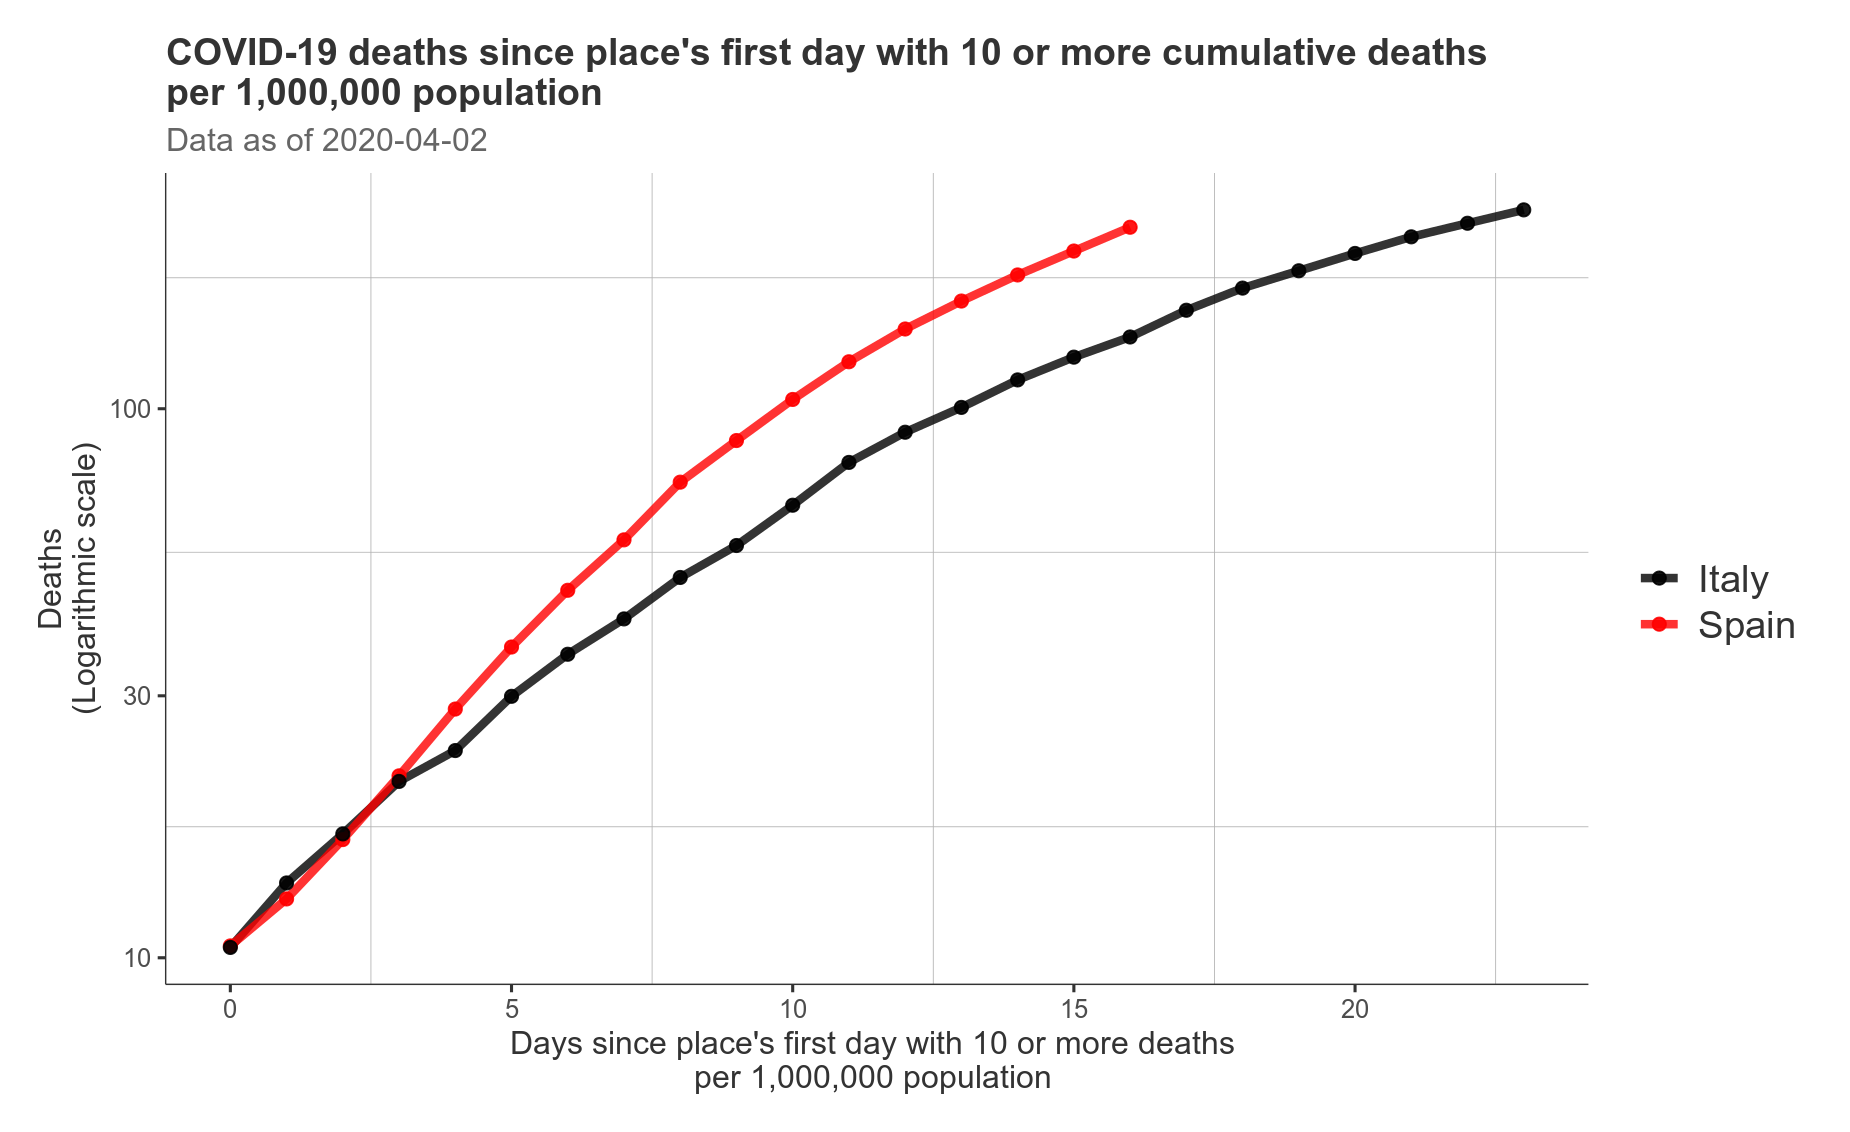 COVID-19 deaths since place's first day with 10 or more cumulative deaths
per 1,000,000 population
Data as of 2020-04-02
Deaths
(Logarithmic scale)
100
30
10
0
5
10
15
20
Days since place's first day with 10 or more deaths
per 1,000,000 population
Italy
Spain